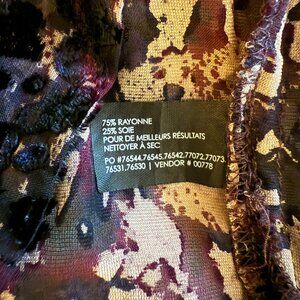 75% RAYONNE
25% SOIE
POUR DE MEILLEURS RÉSULTATS
NETTOYER À SEC
PO #76544,76545,76542,77072,77073,
76531,76530 | VENDOR # 00778